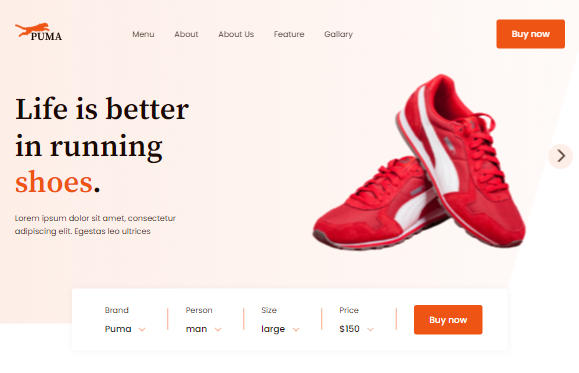 PUMA
Menu About About Us Feature Gallary
Buy now
Life is better
in running
shoes.
Lorem ipsum dolor sit amet, consectetur
adipiscing elit. Egestas leo ultrices
Brand Person Size Price
Puma man large $150
Buy now